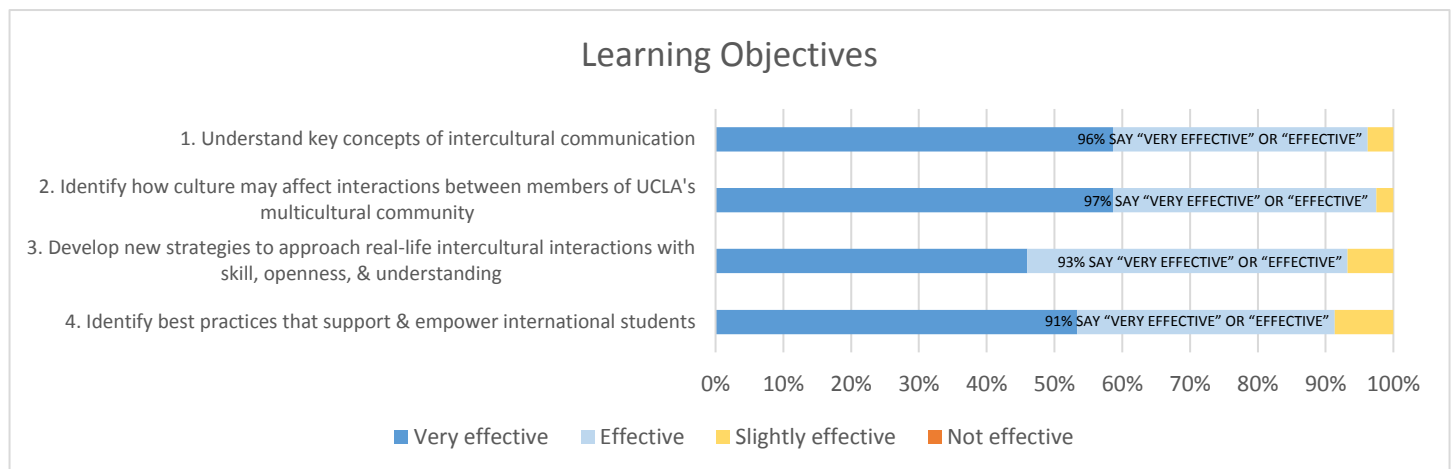 Learning Objectives
1. Understand key concepts of intercultural communication
96% SAY “VERY EFFECTIVE” OR “EFFECTIVE”
2. Identify how culture may affect interactions between members of UCLA's
multicultural community
97% SAY “VERY EFFECTIVE” OR “EFFECTIVE”
3. Develop new strategies to approach real-life intercultural interactions with
skill, openness, & understanding
93% SAY “VERY EFFECTIVE” OR “EFFECTIVE”
4. Identify best practices that support & empower international students
91% SAY “VERY EFFECTIVE” OR “EFFECTIVE”
0% 10% 20% 30% 40% 50% 60% 70% 80% 90% 100%
Very effective Effective Slightly effective Not effective